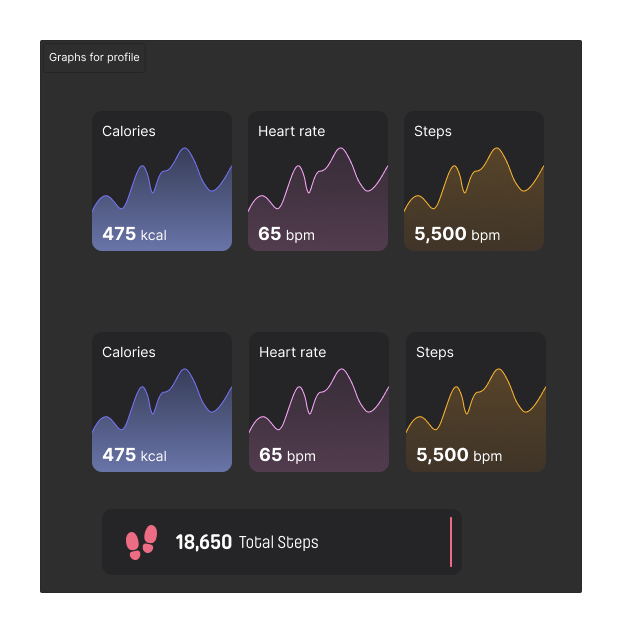 Graphs for profile
Calories
Heart rate
Steps
475 kcal
65 bpm
5,500 bpm
Calories
Heart rate
Steps
475 kcal
65 bpm
5,500 bpm
18,650 Total Steps